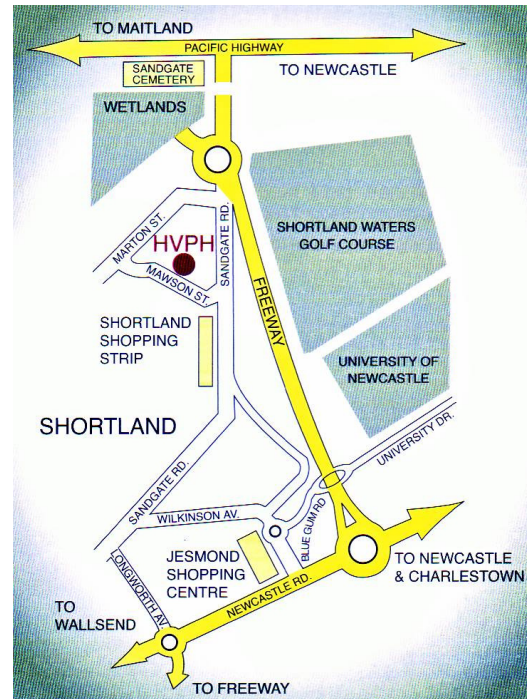 TO MAITLAND
PACIFIC HIGHWAY
SANDGATE
CEMETERY
TO NEWCASTLE
WETLANDS
MARTON ST.
HVPH
SANDGATE RD.
MAWSON ST.
SHORTLAND WATERS
GOLF COURSE
FREEWAY
SHORTLAND
SHOPPING
STRIP
UNIVERSITY OF
NEWCASTLE
SHORTLAND
UNIVERSITY DR.
SANDGATE RD.
WILKINSON AV.
BLUE GUM RD
JESMOND
SHOPPING
CENTRE
LONGWORTH AV.
NEWCASTLE RD.
TO NEWCASTLE
& CHARLESTOWN
TO
WALLSEND
TO FREEWAY